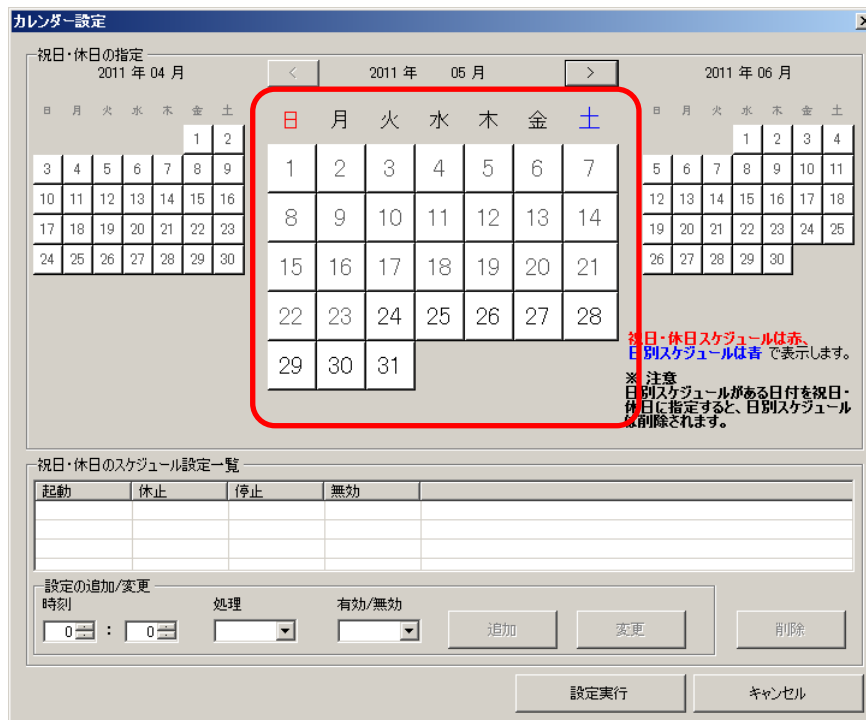 カレンダー設定
祝日・休日の指定
2011 年 04 月
日 月 火 水 木 金 土
1 2
3 4 5 6 7 8 9
10 11 12 13 14 15 16
17 18 19 20 21 22 23
24 25 26 27 28 29 30
< 2011 年 05 月 >
日 月 火 水 木 金 土
1 2 3 4 5 6 7
8 9 10 11 12 13 14
15 16 17 18 19 20 21
22 23 24 25 26 27 28
29 30 31
2011 年 06 月
日 月 火 水 木 金 土
1 2 3 4
5 6 7 8 9 10 11
12 13 14 15 16 17 18
19 20 21 22 23 24 25
26 27 28 29 30
祝日・休日スケジュールは赤、
日別スケジュールは青 で表示します。
※ 注意
日別スケジュールがある日付を祝日・
休日に指定すると、日別スケジュール
は削除されます。
祝日・休日のスケジュール設定一覧
起動 休止 停止 無効
設定の追加/変更
時刻 処理 有効/無効
0 : 0 追加 変更 削除
設定実行 キャンセル